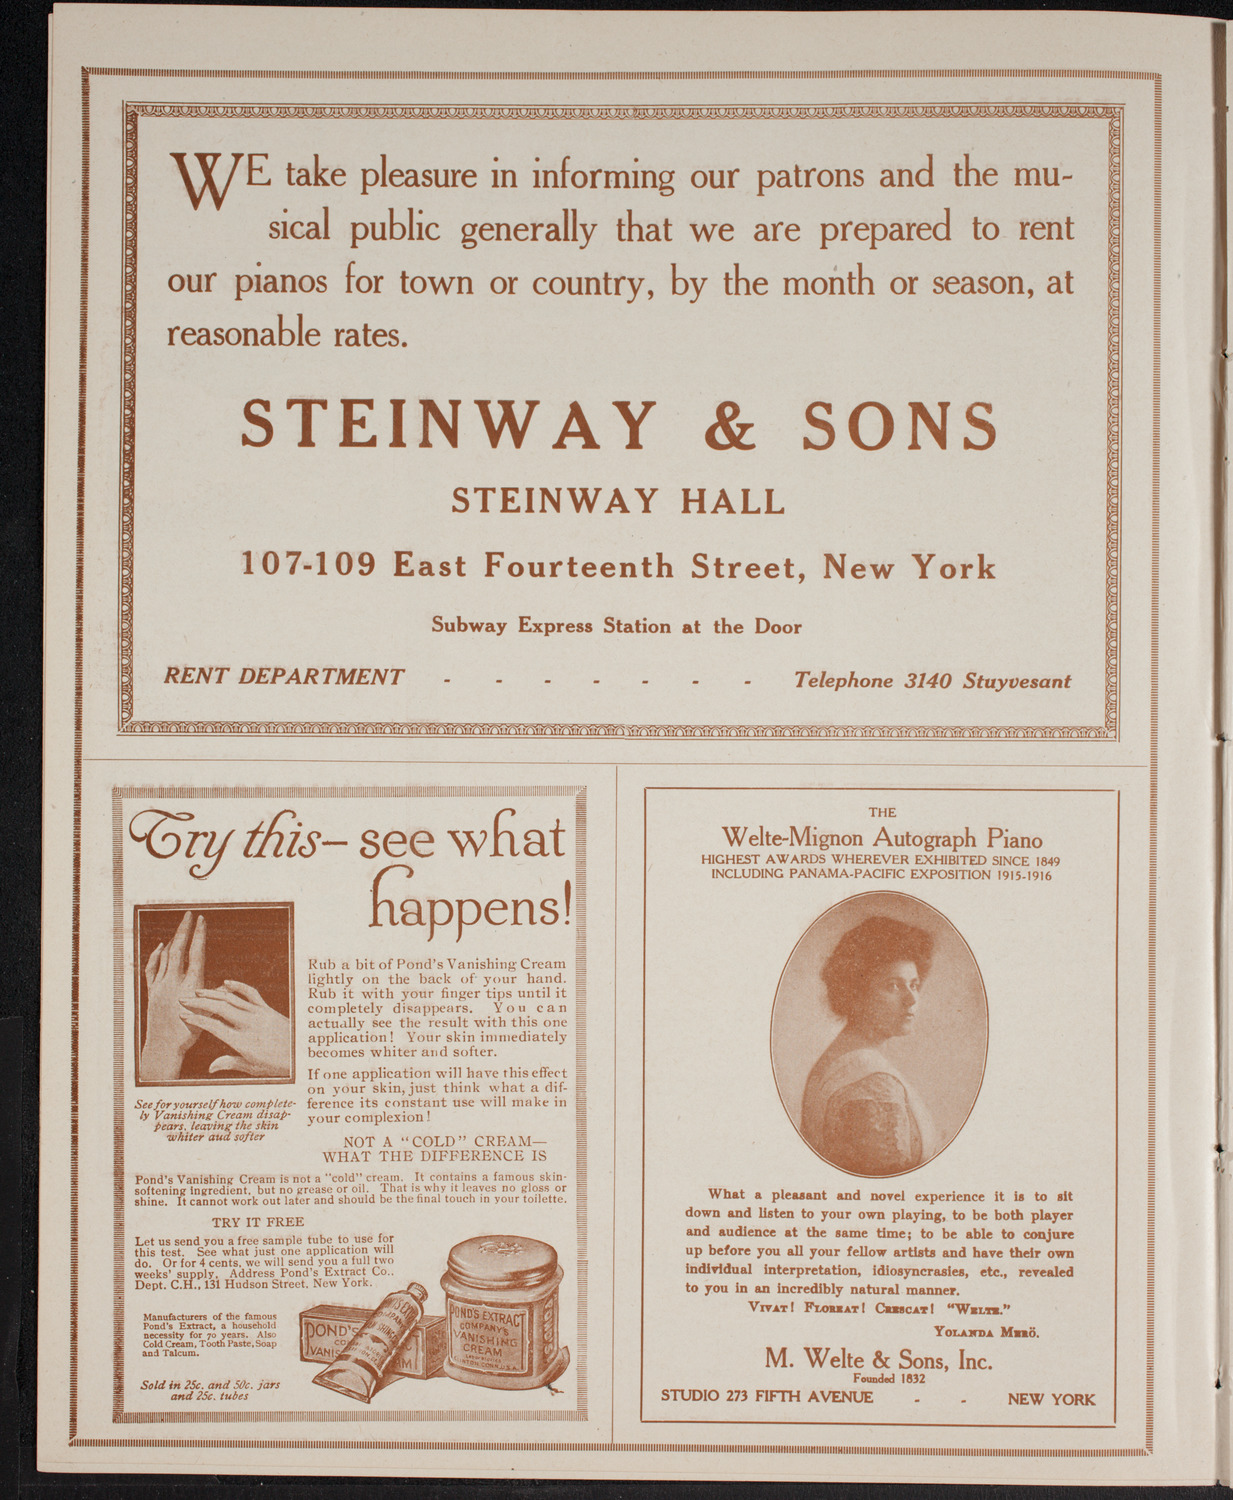 WE take pleasure in informing our patrons and the mu-
sical public generally that we are prepared to rent
our pianos for town or country, by the month or season, at
reasonable rates.
STEINWAY & SONS
STEINWAY HALL
107-109 East Fourteenth Street, New York
Subway Express Station at the Door
RENT DEPARTMENT - - - - - - - Telephone 3140 Stuyvesant
Try this—see what
happens!
Rub a bit of Pond's Vanishing Cream
lightly on the back of your hand.
Rub it with your finger tips until it
completely disappears. You can
actually see the result with this one
application! Your skin immediately
becomes whiter and softer.
If one application will have this effect
on your skin, just think what a dif-
ference its constant use will make in
your complexion!
See for yourself how complete-
ly Vanishing Cream disap-
pears, leaving the skin
whiter and softer
NOT A "COLD" CREAM—
WHAT THE DIFFERENCE IS
Pond's Vanishing Cream is not a "cold" cream. It contains a famous skin-
softening ingredient, but no grease or oil. That is why it leaves no gloss or
shine. It cannot work out later and should be the final touch in your toilette.
TRY IT FREE
Let us send you a free sample tube to use for
this test. See what just one application will
do. Or for 4 cents, we will send you a full two
weeks' supply. Address Pond's Extract Co.,
Dept. C.H., 131 Hudson Street, New York.
Manufacturers of the famous
Pond's Extract, a household
necessity for 70 years. Also
Cold Cream, Tooth Paste, Soap
and Talcum.
Sold in 25c. and 50c. jars
and 25c. tubes
POND'S
VANIS
AM
POND'S EXTRACT
COMPANY'S
VANISHING
CREAM
THE
Welte-Mignon Autograph Piano
HIGHEST AWARDS WHEREVER EXHIBITED SINCE 1849
INCLUDING PANAMA-PACIFIC EXPOSITION 1915-1916
What a pleasant and novel experience it is to sit
down and listen to your own playing, to be both player
and audience at the same time; to be able to conjure
up before you all your fellow artists and have their own
individual interpretation, idiosyncrasies, etc., revealed
to you in an incredibly natural manner.
VIVAT! FLOREAT! CRESCAT! "WELTE."
YOLANDA MERÖ.
M. Welte & Sons, Inc.
Founded 1832
STUDIO 273 FIFTH AVENUE - - NEW YORK